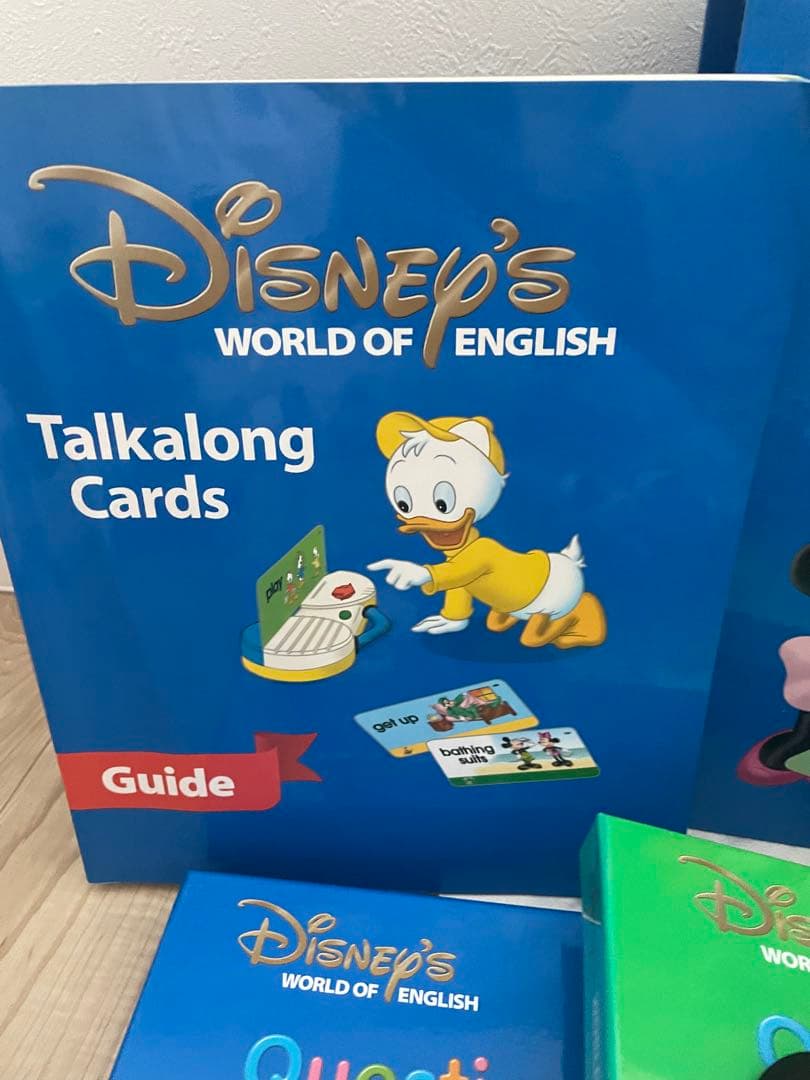 DISNEY'S
WORLD OF ENGLISH
Talkalong
Cards
play
get up
bathing
suits
Guide
DISNEY'S
WORLD OF ENGLISH